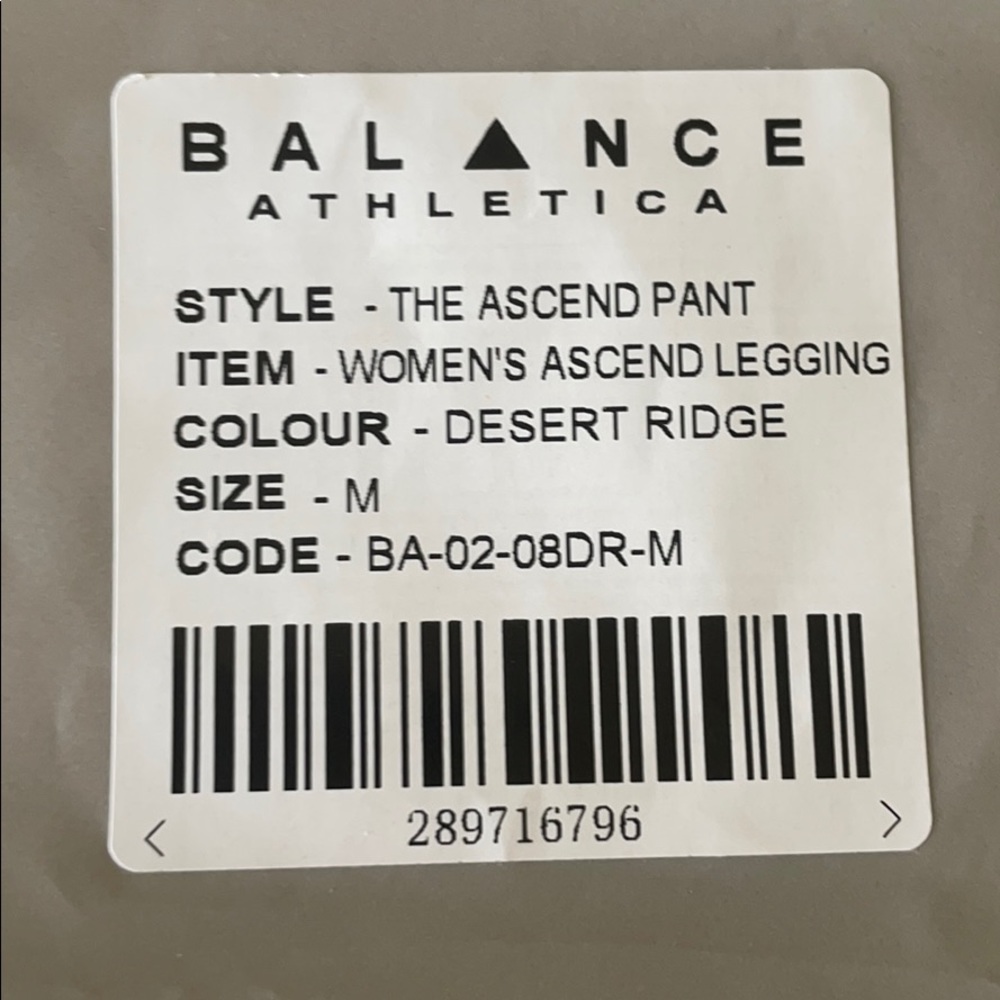 BAL▲NCE
ATHLETICA
STYLE - THE ASCEND PANT
ITEM - WOMEN'S ASCEND LEGGING
COLOUR - DESERT RIDGE
SIZE - M
CODE - BA-02-08DR-M
< 289716796 >